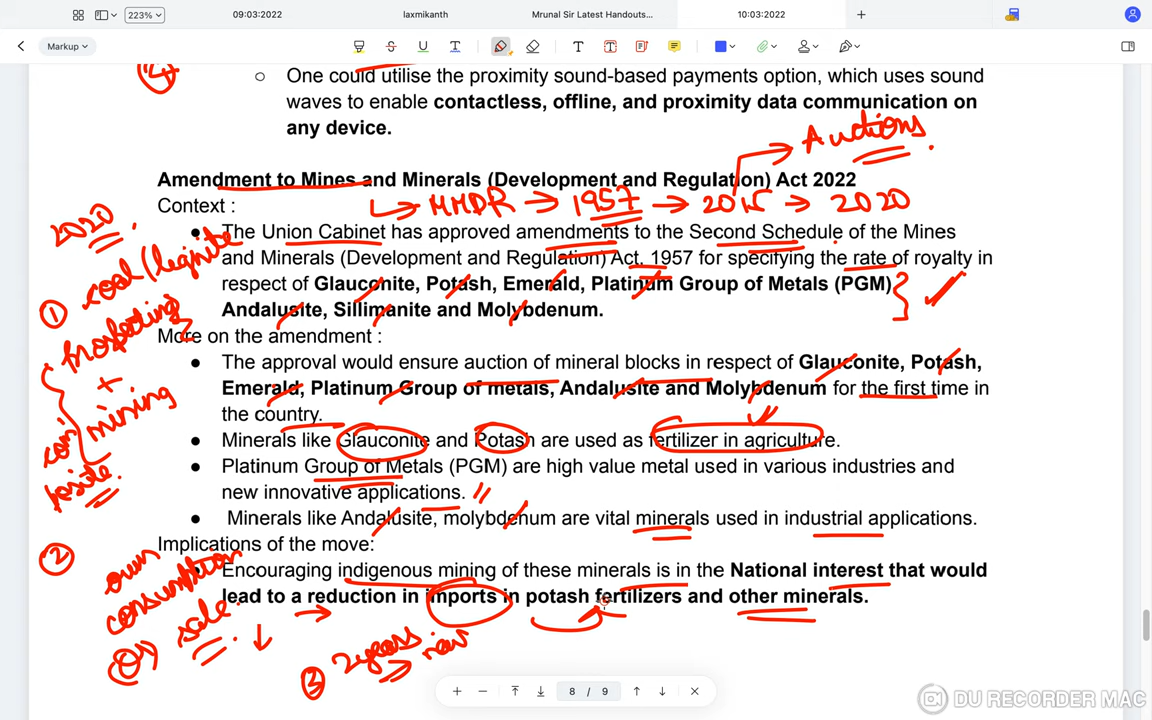 223%
09:03:2022
laxmikanth
Mrunal Sir Latest Handouts...
10:03:2022
Markup
One could utilise the proximity sound-based payments option, which uses sound
waves to enable contactless, offline, and proximity data communication on
any device.
Auctions
Amendment to Mines and Minerals (Development and Regulation) Act 2022
Context :
MMDR → 1957 → 2015 → 2020
The Union Cabinet has approved amendments to the Second Schedule of the Mines
and Minerals (Development and Regulation) Act, 1957 for specifying the rate of royalty in
respect of Glauconite, Potash, Emerald, Platinum Group of Metals (PGM)
Andalusite, Sillimanite and Molybdenum.
More on the amendment :
The approval would ensure auction of mineral blocks in respect of Glauconite, Potash,
Emerald, Platinum Group of metals, Andalusite and Molybdenum for the first time in
the country.
Minerals like Glauconite and Potash are used as fertilizer in agriculture.
Platinum Group of Metals (PGM) are high value metal used in various industries and
new innovative applications.
Minerals like Andalusite, molybdenum are vital minerals used in industrial applications.
Implications of the move:
Encouraging indigenous mining of these minerals is in the National interest that would
lead to a reduction in imports in potash fertilizers and other minerals.
2020
① coal/lignite
+
mining
②
own
consumption
(or) sale
③ 2 years
8 / 9
DU RECORDER MAC